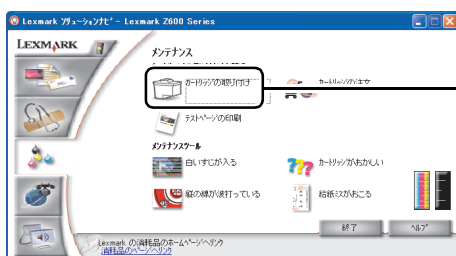 Lexmark ソリューションナビ - Lexmark Z600 Series
LEXMARK
メンテナンス
カートリッジの取り付け
カートリッジの注文
テストページの印刷
メンテナンスツール
白いすじが入る
カートリッジがおかしい
縦の線が波打っている
給紙ミスがおこる
終了
ヘルプ
Lexmark の消耗品のホームページへリンク
消耗品のページへリンク